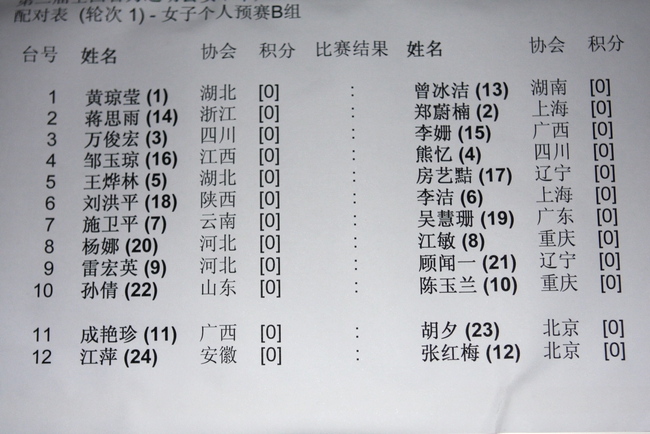 配对表 (轮次 1) - 女子个人预赛B组
台号 姓名 协会 积分 比赛结果 姓名 协会 积分
1 黄琼莹 (1) 湖北 [0] : 曾冰洁 (13) 湖南 [0]
2 蒋思雨 (14) 浙江 [0] : 郑蔚楠 (2) 上海 [0]
3 万俊宏 (3) 四川 [0] : 李姗 (15) 广西 [0]
4 邹玉琼 (16) 江西 [0] : 熊忆 (4) 四川 [0]
5 王烨林 (5) 湖北 [0] : 房艺黠 (17) 辽宁 [0]
6 刘洪平 (18) 陕西 [0] : 李洁 (6) 上海 [0]
7 施卫平 (7) 云南 [0] : 吴慧珊 (19) 广东 [0]
8 杨娜 (20) 河北 [0] : 江敏 (8) 重庆 [0]
9 雷宏英 (9) 河北 [0] : 顾闻一 (21) 辽宁 [0]
10 孙倩 (22) 山东 [0] : 陈玉兰 (10) 重庆 [0]
11 成艳珍 (11) 广西 [0] : 胡夕 (23) 北京 [0]
12 江萍 (24) 安徽 [0] : 张红梅 (12) 北京 [0]